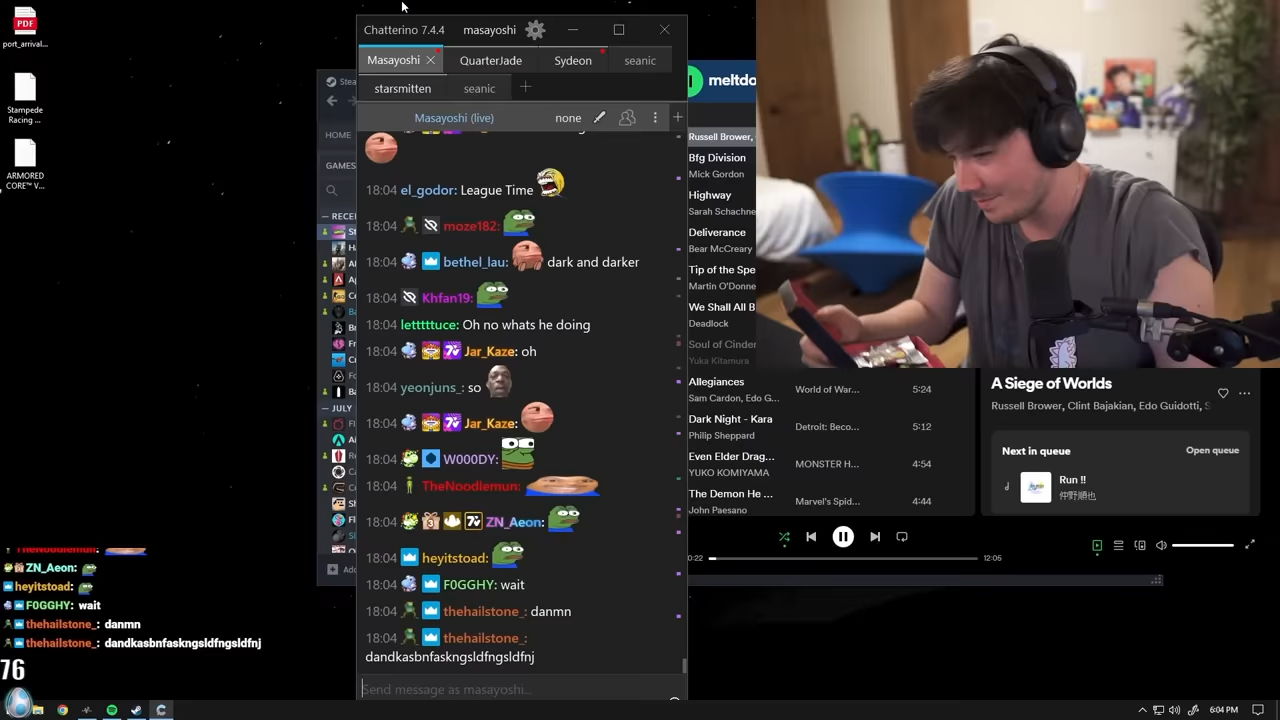 port_arrival...
Stampede
Racing ...
ARMORED
CORE™ V...
Chatterino 7.4.4
masayoshi
Masayoshi
QuarterJade
Sydeon
seanic
starsmitten
seanic
Masayoshi (live)
none
18:04 el_godor: League Time
18:04 moze182:
18:04 bethel_lau: dark and darker
18:04 Khfan19:
18:04 letttttuce: Oh no whats he doing
18:04 Jar_Kaze: oh
18:04 yeonjuns_: so
18:04 Jar_Kaze:
18:04 W000DY:
18:04 TheNoodlemun:
18:04 ZN_Aeon:
18:04 heyitstoad:
18:04 F0GGHY: wait
18:04 thehailstone_: danmn
18:04 thehailstone_:
dandkasbnfaskngsldfngsldfnj
Send message as masayoshi...
Stea
HOME
GAMES
RECE
JULY
Add
meltdo
Russell Brower,
Bfg Division
Mick Gordon
Highway
Sarah Schachne
Deliverance
Bear McCreary
Tip of the Spe
Martin O'Donne
We Shall All B
Deadlock
Soul of Cinder
Yuka Kitamura
Allegiances
Sam Cardon, Edo G...
World of War...
5:24
Dark Night - Kara
Philip Sheppard
Detroit: Beco...
5:12
Even Elder Drag...
YUKO KOMIYAMA
MONSTER H...
4:54
The Demon He ...
John Paesano
Marvel's Spid...
4:44
A Siege of Worlds
Russell Brower, Clint Bajakian, Edo Guidotti, S
Next in queue
Open queue
Run !!
仲野順也
0:22
12:05
TheNoodlemun:
ZN_Aeon:
heyitstoad:
F0GGHY: wait
thehailstone_: danmn
thehailstone_: dandkasbnfaskngsldfngsldfnj
76
6:04 PM